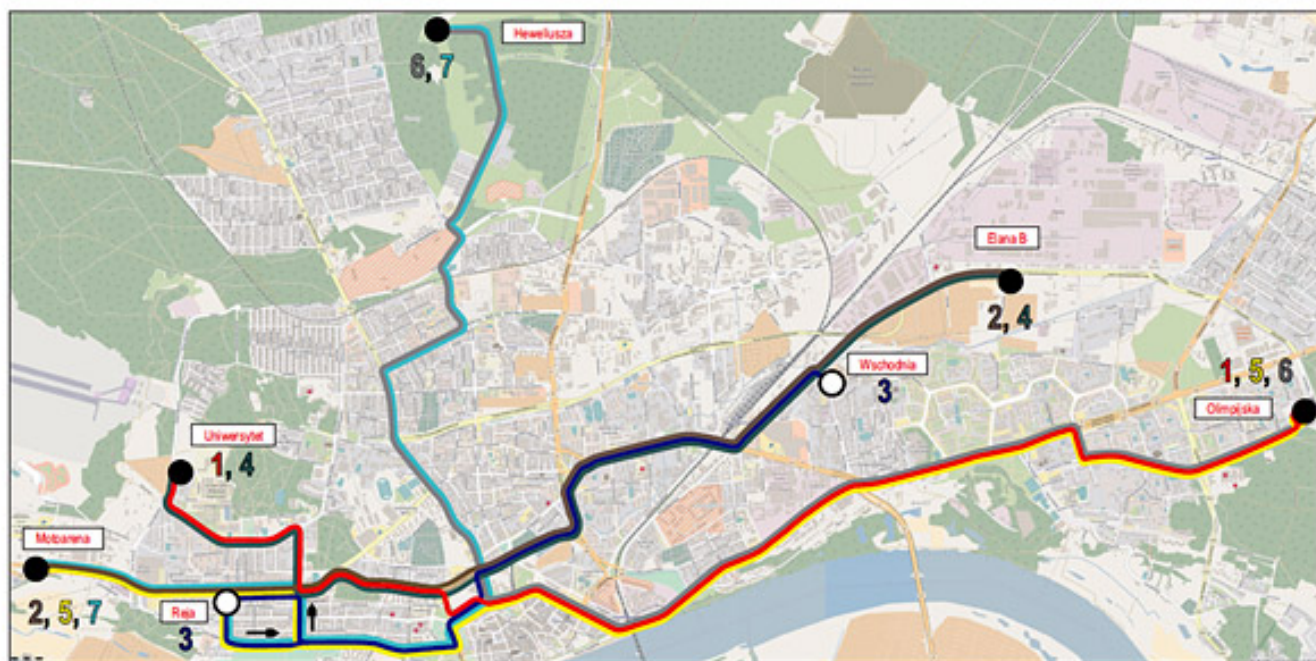 Heweliusza
6, 7
Elana B
2, 4
Wschodnia
3
1, 5, 6
Olimpijska
Uniwersytet
1, 4
Motoarena
2, 5, 7
Reja
3